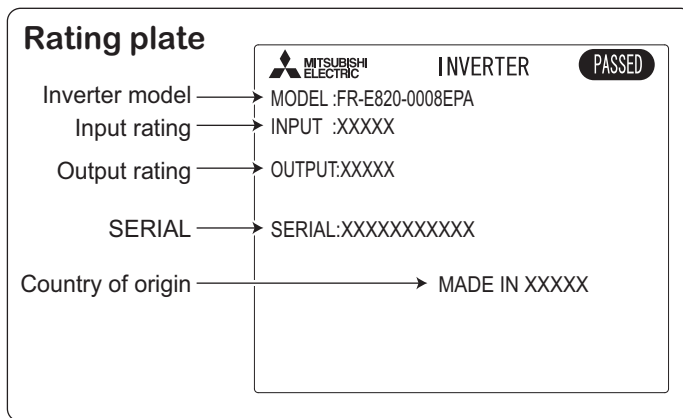 Rating plate
MITSUBISHI
ELECTRIC
INVERTER
PASSED
Inverter model
MODEL :FR-E820-0008EPA
Input rating
INPUT :XXXXX
Output rating
OUTPUT:XXXXX
SERIAL
SERIAL:XXXXXXXXXXX
Country of origin
MADE IN XXXXX